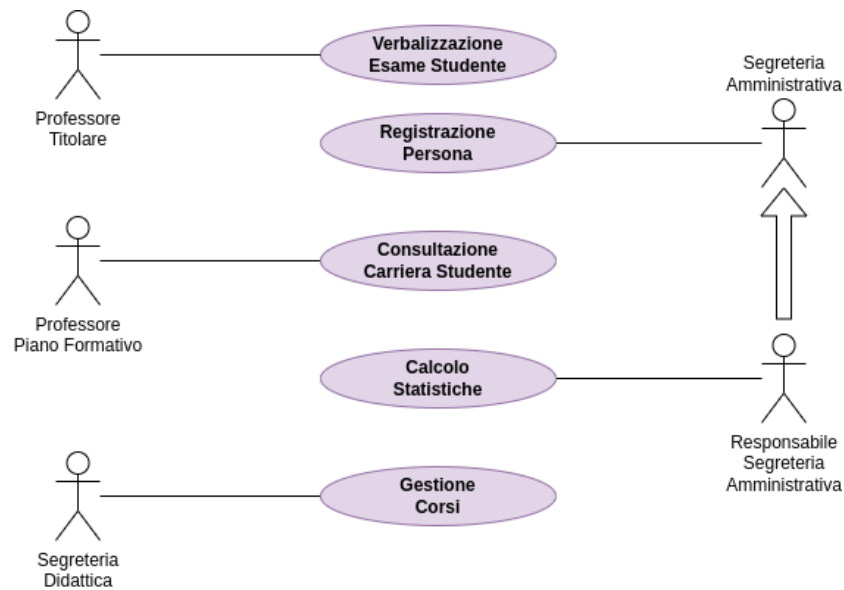 Verbalizzazione
Esame Studente
Segreteria
Amministrativa
Professore
Titolare
Registrazione
Persona
Consultazione
Carriera Studente
Professore
Piano Formativo
Calcolo
Statistiche
Responsabile
Segreteria
Amministrativa
Gestione
Corsi
Segreteria
Didattica